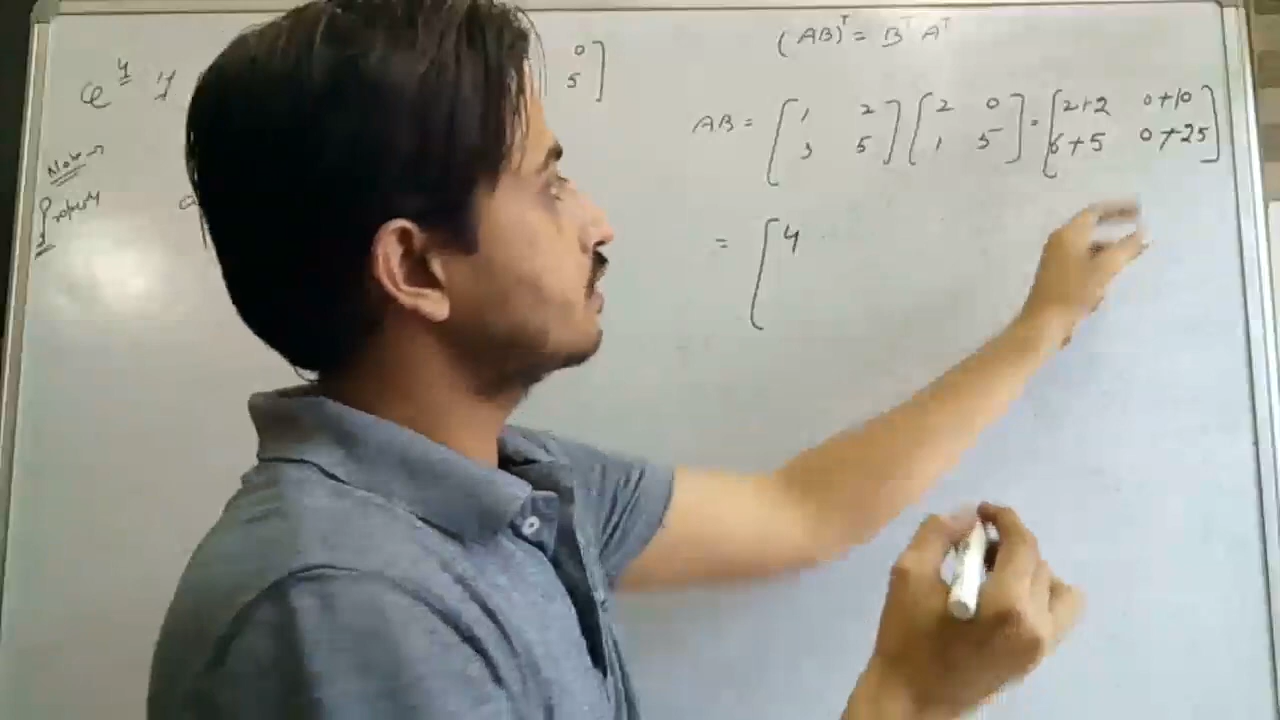 (AB)ᵀ = Bᵀ Aᵀ
0]
5]
AB = [1 2] [2 0] = [2+2 0+10]
[3 5] [1 5] [6+5 0+25]
Note →
Property
= [4